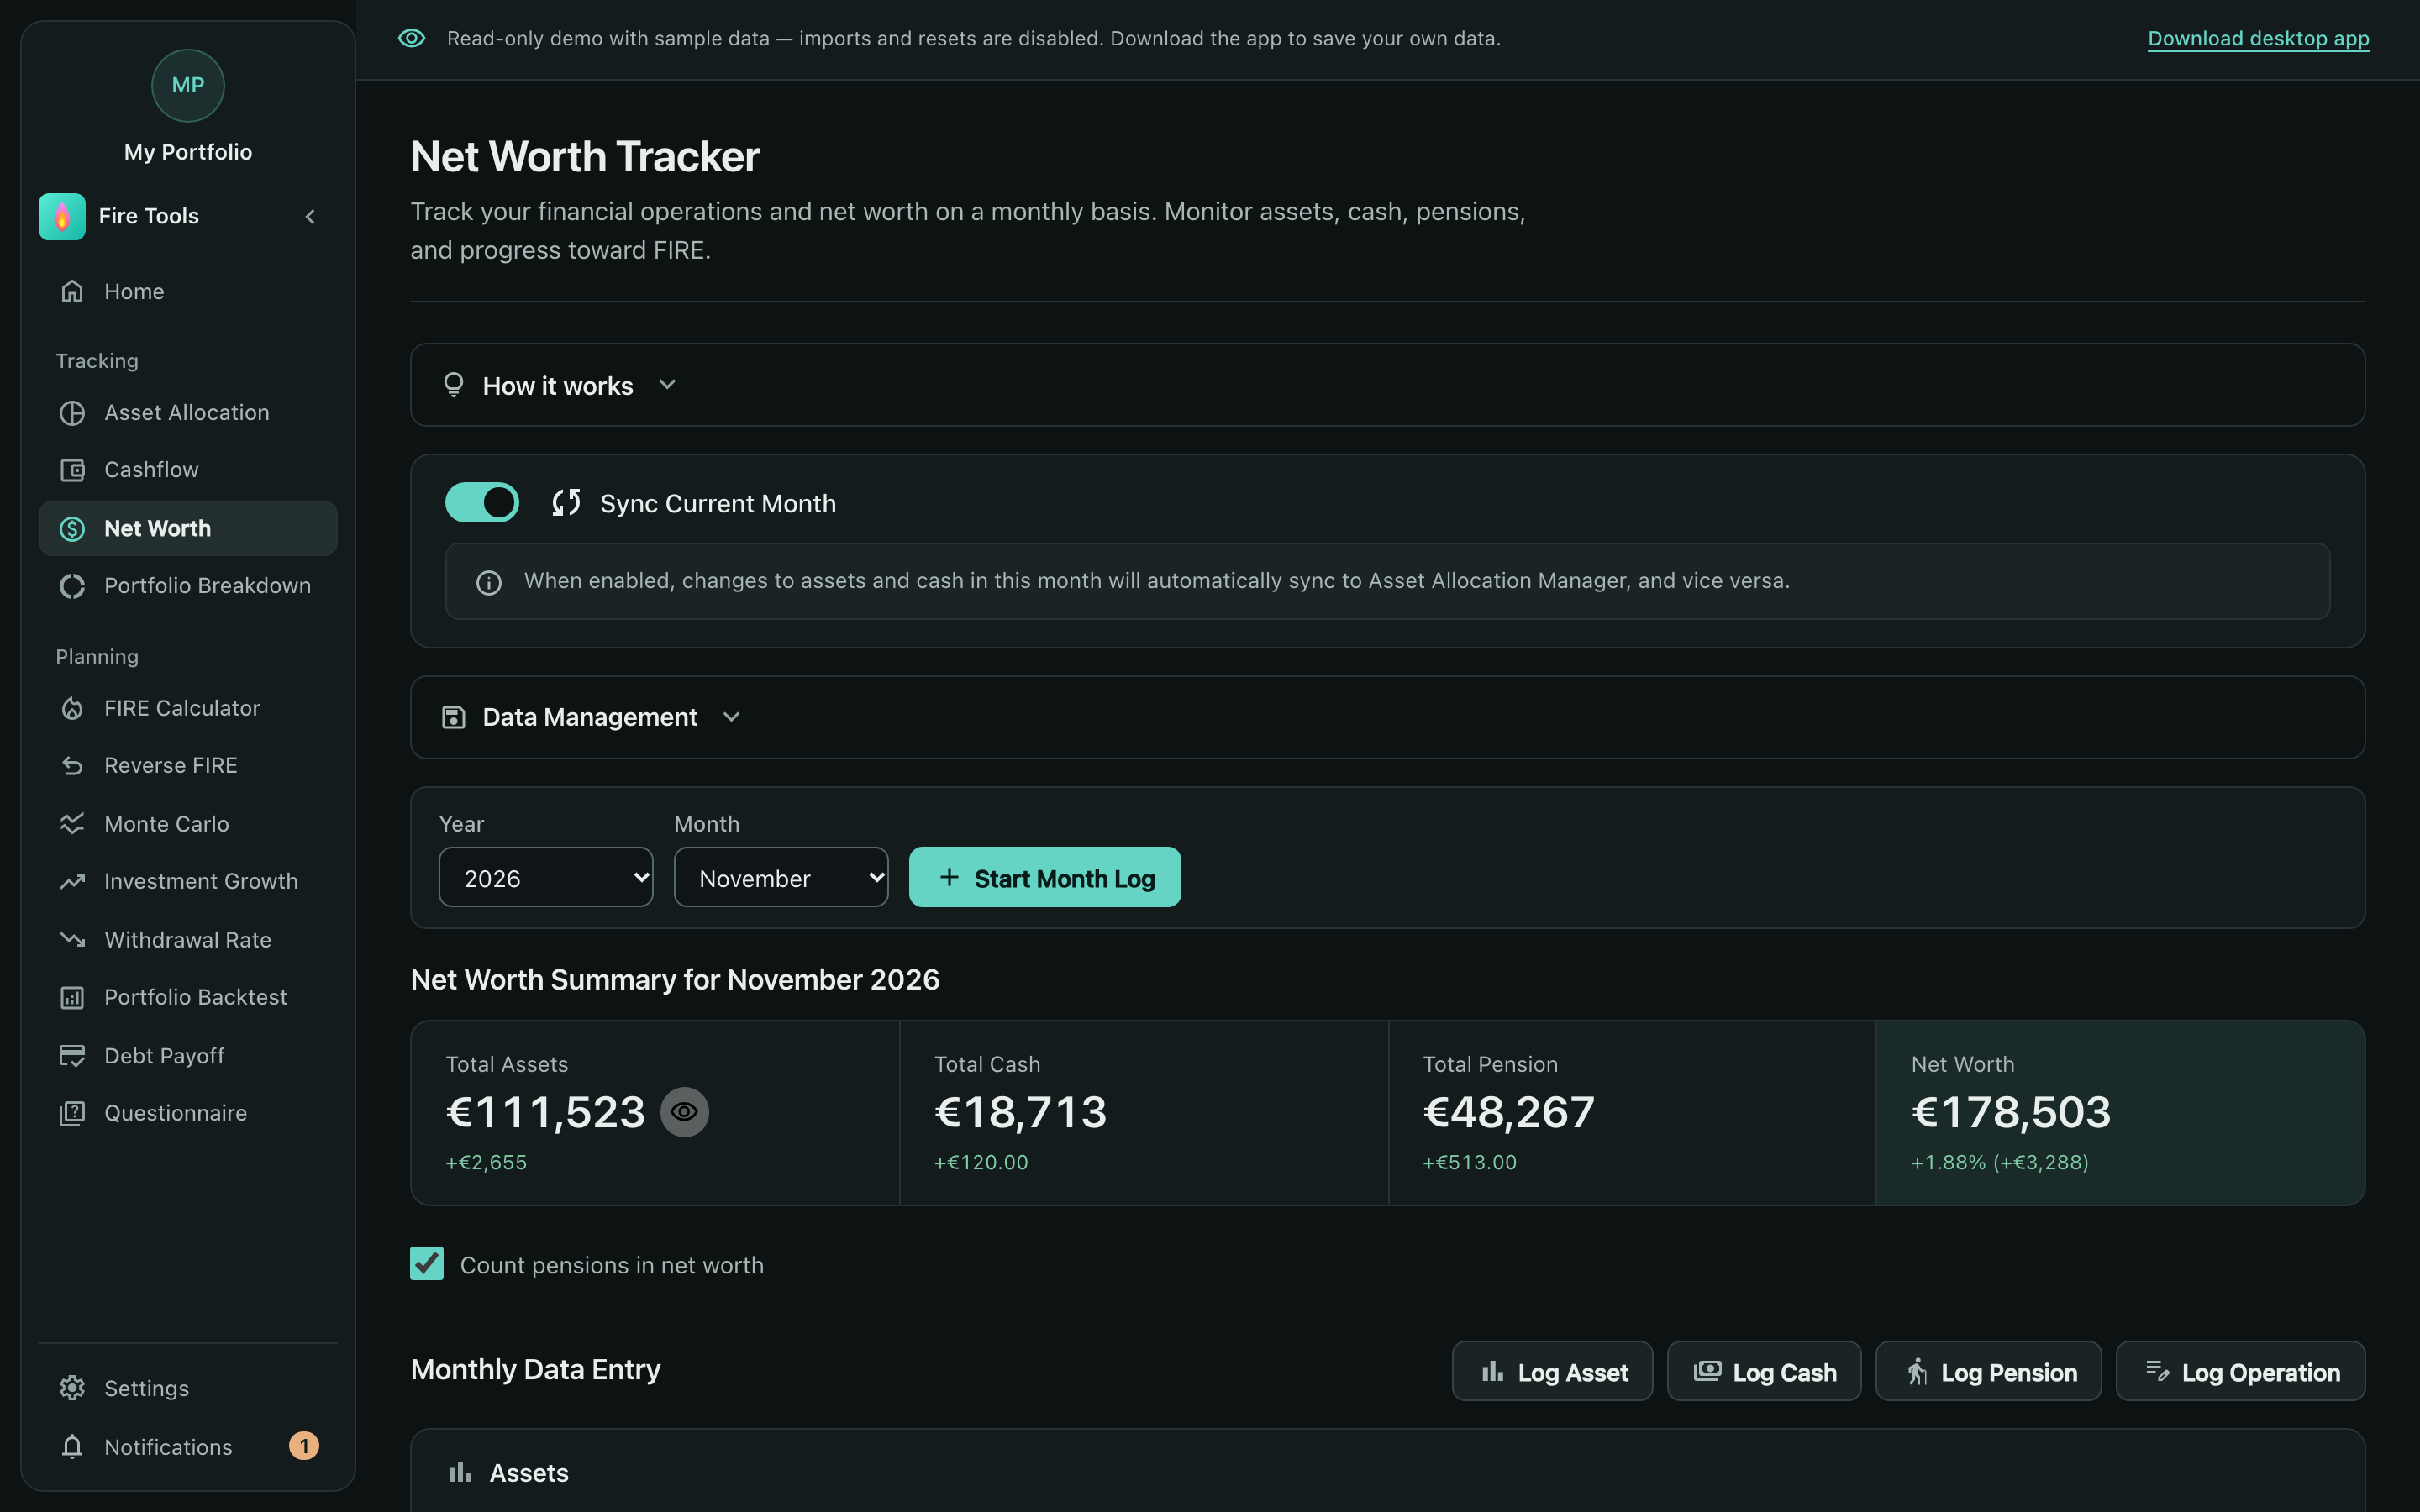 MP
My Portfolio
Fire Tools
Home
Tracking
Asset Allocation
Cashflow
Net Worth
Portfolio Breakdown
Planning
FIRE Calculator
Reverse FIRE
Monte Carlo
Investment Growth
Withdrawal Rate
Portfolio Backtest
Debt Payoff
Questionnaire
Settings
Notifications 1
Read-only demo with sample data — imports and resets are disabled. Download the app to save your own data.
Download desktop app
Net Worth Tracker
Track your financial operations and net worth on a monthly basis. Monitor assets, cash, pensions,
and progress toward FIRE.
How it works
Sync Current Month
When enabled, changes to assets and cash in this month will automatically sync to Asset Allocation Manager, and vice versa.
Data Management
Year Month
2026 November + Start Month Log
Net Worth Summary for November 2026
Total Assets Total Cash Total Pension Net Worth
€111,523 €18,713 €48,267 €178,503
+€2,655 +€120.00 +€513.00 +1.88% (+€3,288)
Count pensions in net worth
Monthly Data Entry Log Asset Log Cash Log Pension Log Operation
Assets